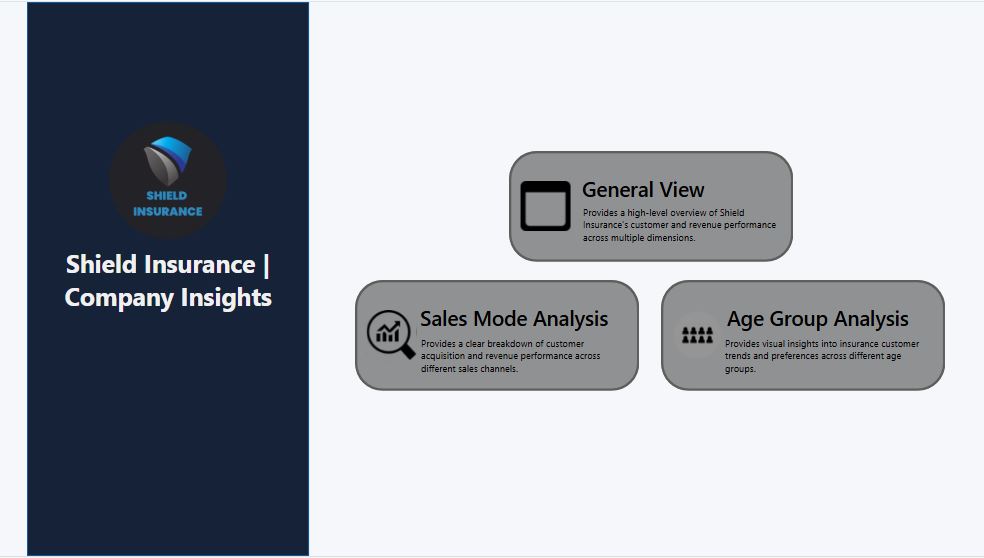 SHIELD
INSURANCE
Shield Insurance |
Company Insights
General View
Provides a high-level overview of Shield
Insurance's customer and revenue performance
across multiple dimensions.
Sales Mode Analysis
Provides a clear breakdown of customer
acquisition and revenue performance across
different sales channels.
Age Group Analysis
Provides visual insights into insurance customer
trends and preferences across different age
groups.